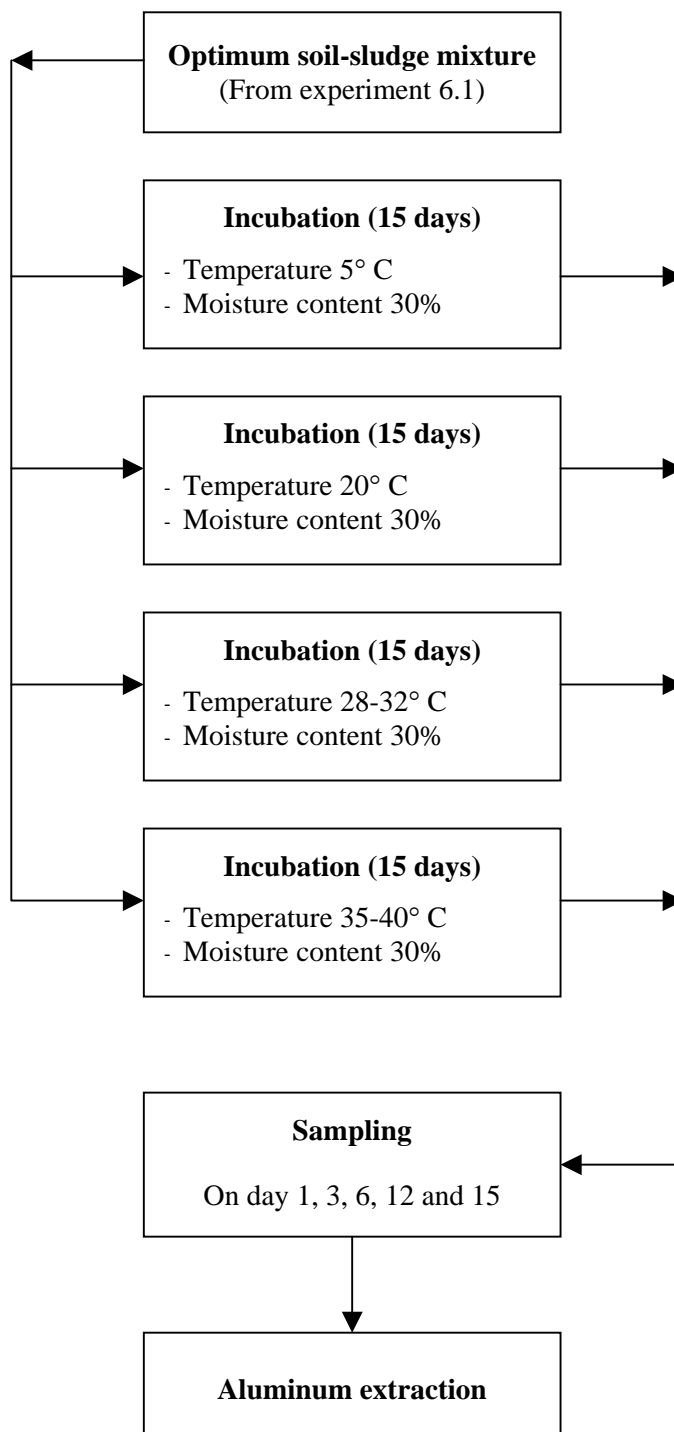 Optimum soil-sludge mixture
(From experiment 6.1)
Incubation (15 days)
- Temperature 5° C
- Moisture content 30%
Incubation (15 days)
- Temperature 20° C
- Moisture content 30%
Incubation (15 days)
- Temperature 28-32° C
- Moisture content 30%
Incubation (15 days)
- Temperature 35-40° C
- Moisture content 30%
Sampling
On day 1, 3, 6, 12 and 15
Aluminum extraction